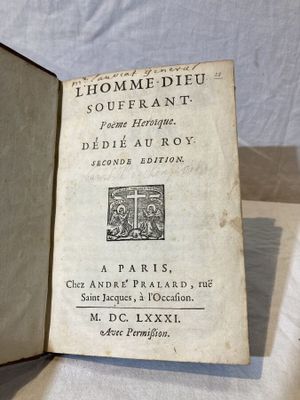 L'HOMME-DIEU
SOUFFRANT.
Poëme Heroïque.
DÉDIÉ AU ROY.
SECONDE EDITION.
A PARIS,
Chez ANDRÉ PRALARD, ruë
Saint Jacques, à l'Occasion.
M. DC. LXXXI.
Avec Permission.